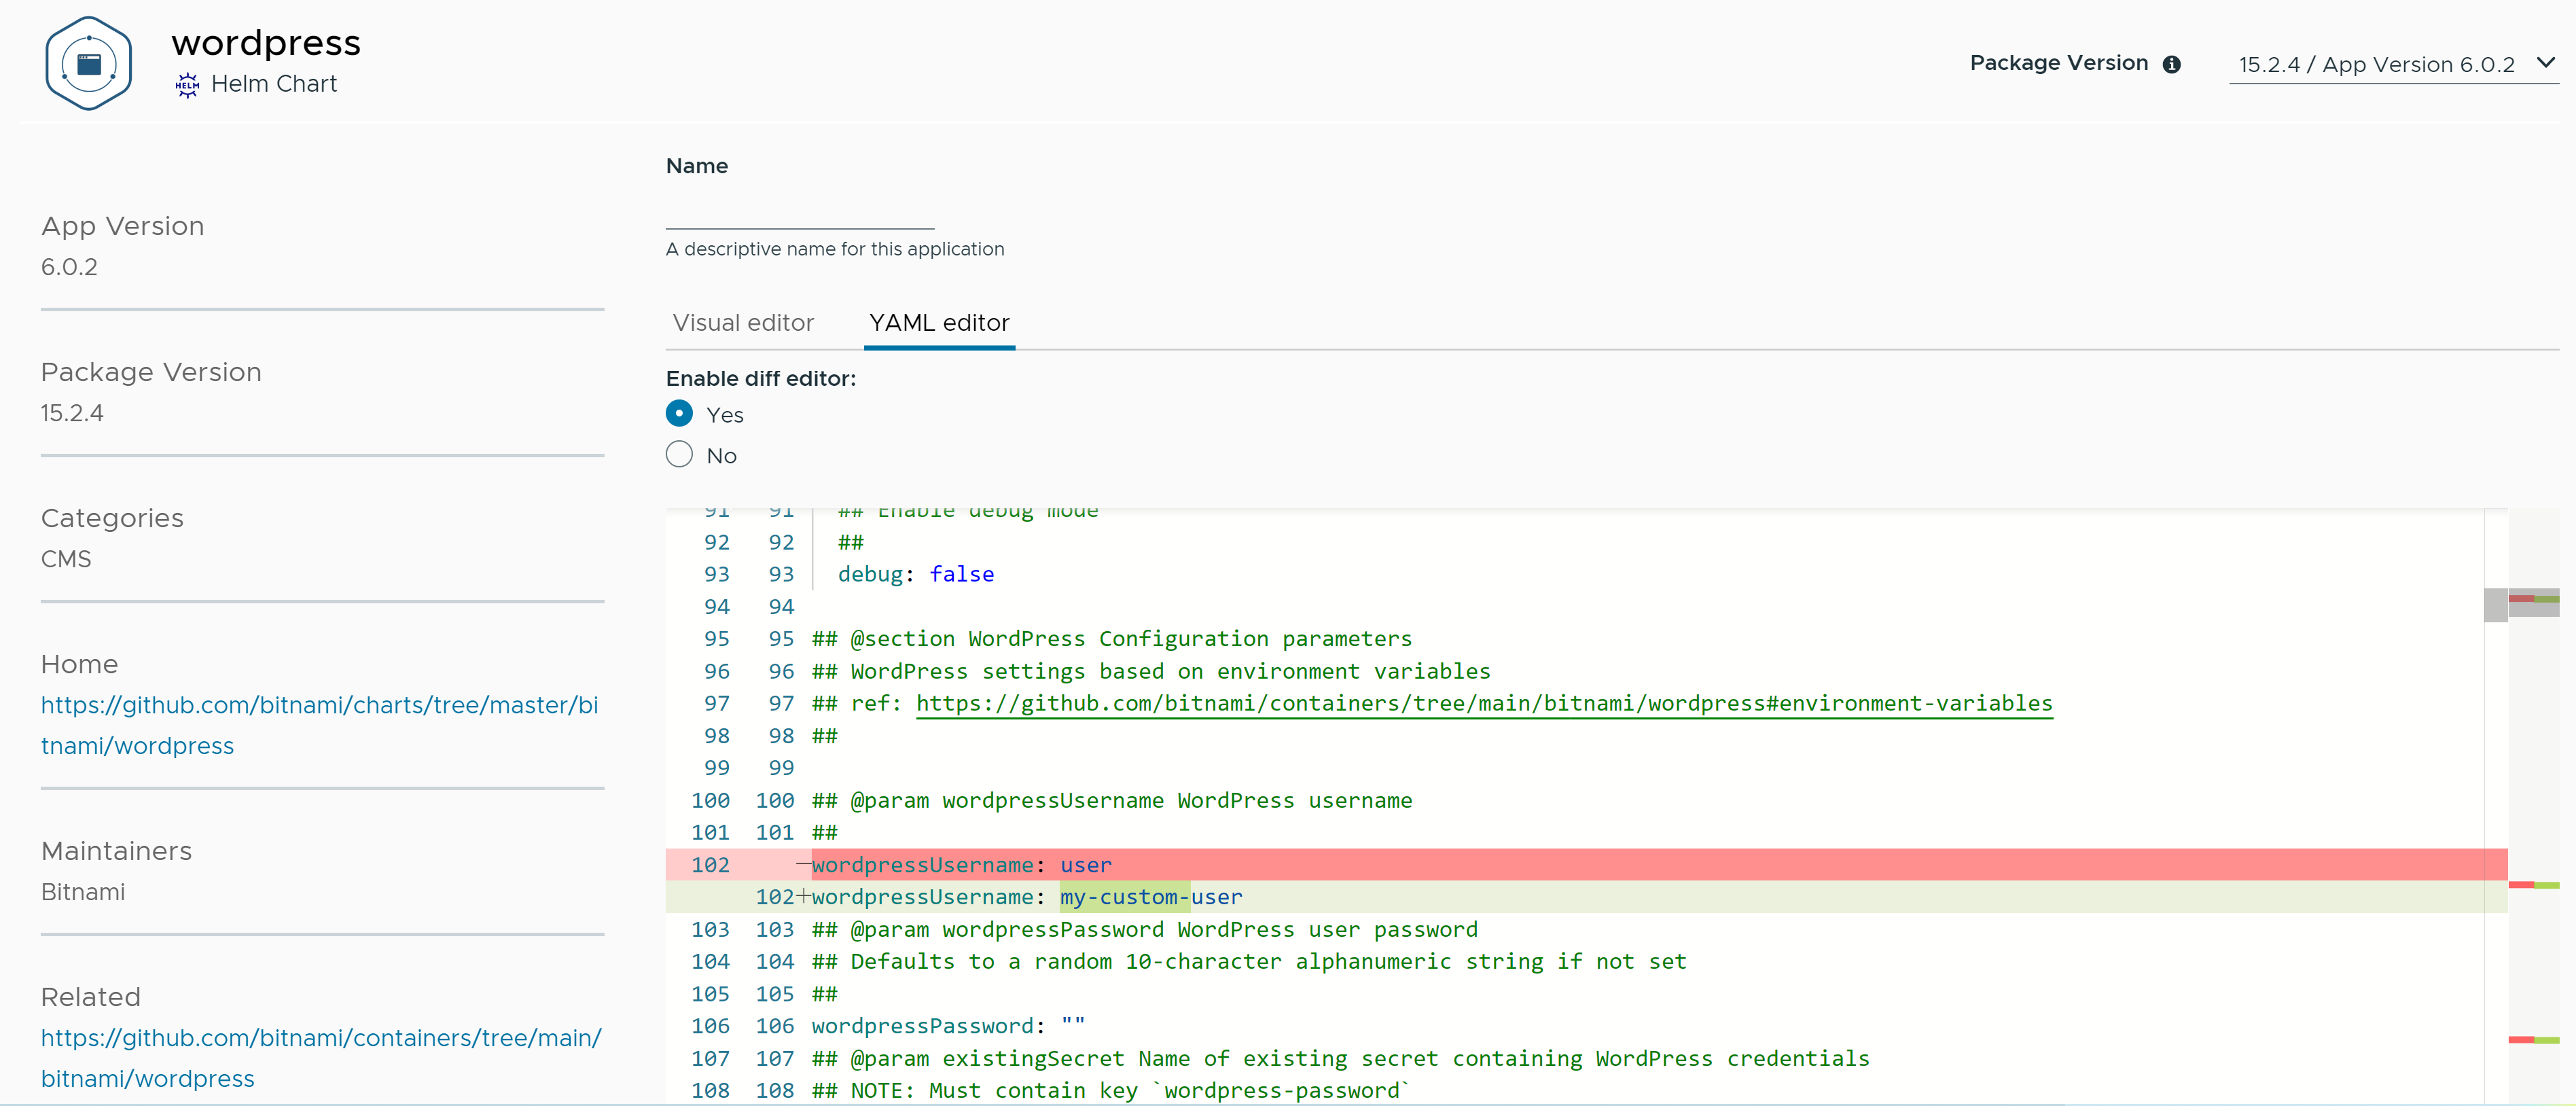 wordpress
HELM Helm Chart
Package Version i 15.2.4 / App Version 6.0.2
App Version
6.0.2
Package Version
15.2.4
Categories
CMS
Home
https://github.com/bitnami/charts/tree/master/bi
tnami/wordpress
Maintainers
Bitnami
Related
https://github.com/bitnami/containers/tree/main/
bitnami/wordpress
Name
A descriptive name for this application
Visual editor YAML editor
Enable diff editor:
Yes
No
91 91 ## Enable debug mode
92 92 ##
93 93 debug: false
94 94
95 95 ## @section WordPress Configuration parameters
96 96 ## WordPress settings based on environment variables
97 97 ## ref: https://github.com/bitnami/containers/tree/main/bitnami/wordpress#environment-variables
98 98 ##
99 99
100 100 ## @param wordpressUsername WordPress username
101 101 ##
102 —wordpressUsername: user
102+wordpressUsername: my-custom-user
103 103 ## @param wordpressPassword WordPress user password
104 104 ## Defaults to a random 10-character alphanumeric string if not set
105 105 ##
106 106 wordpressPassword: ""
107 107 ## @param existingSecret Name of existing secret containing WordPress credentials
108 108 ## NOTE: Must contain key `wordpress-password`